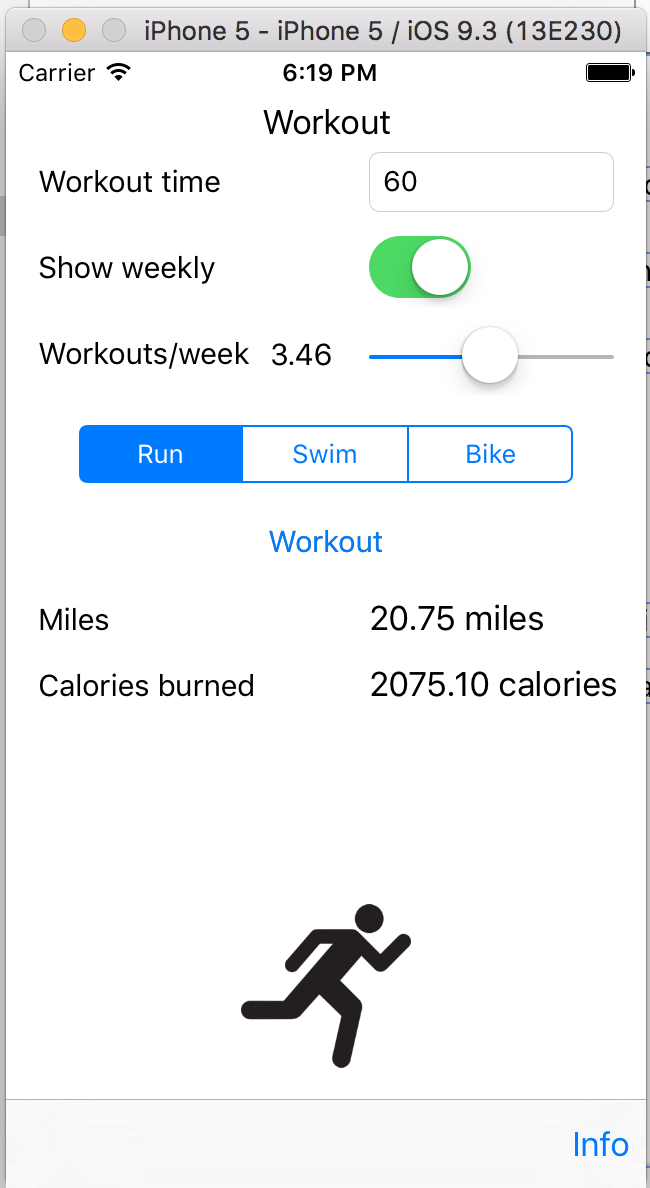 iPhone 5 - iPhone 5 / iOS 9.3 (13E230)
Carrier 6:19 PM
Workout
Workout time 60
Show weekly
Workouts/week 3.46
Run Swim Bike
Workout
Miles 20.75 miles
Calories burned 2075.10 calories
Info